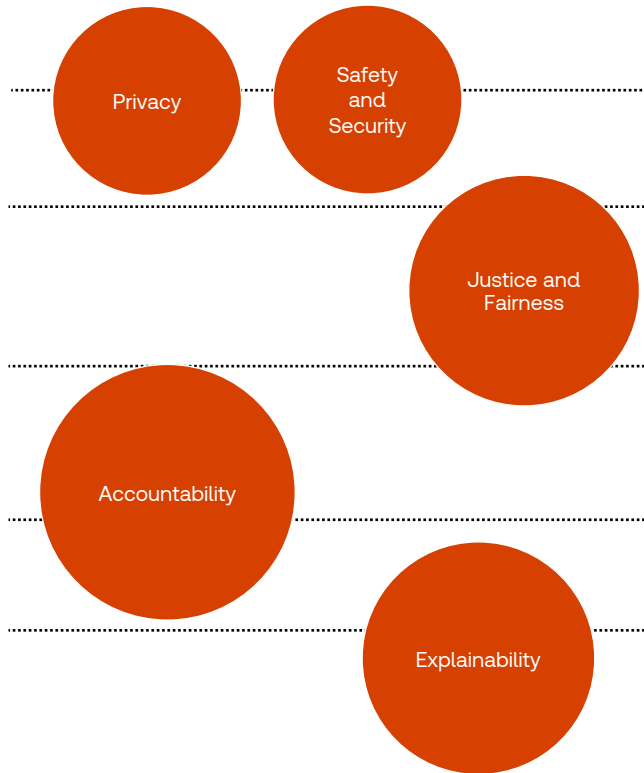 Privacy
Safety
and
Security
Justice and
Fairness
Accountability
Explainability